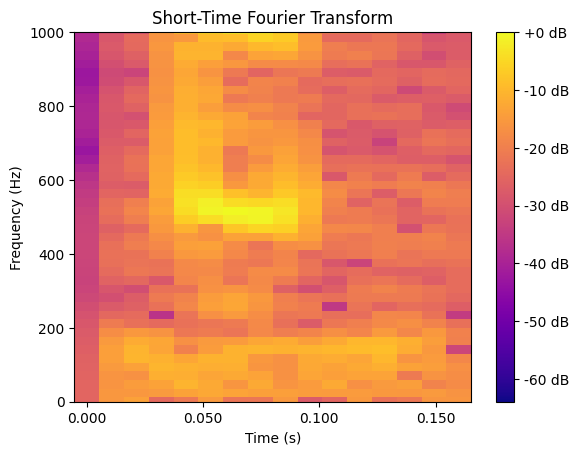 Short-Time Fourier Transform
1000
800
600
400
200
0
Frequency (Hz)
0.000
0.050
0.100
0.150
Time (s)
+0 dB
-10 dB
-20 dB
-30 dB
-40 dB
-50 dB
-60 dB